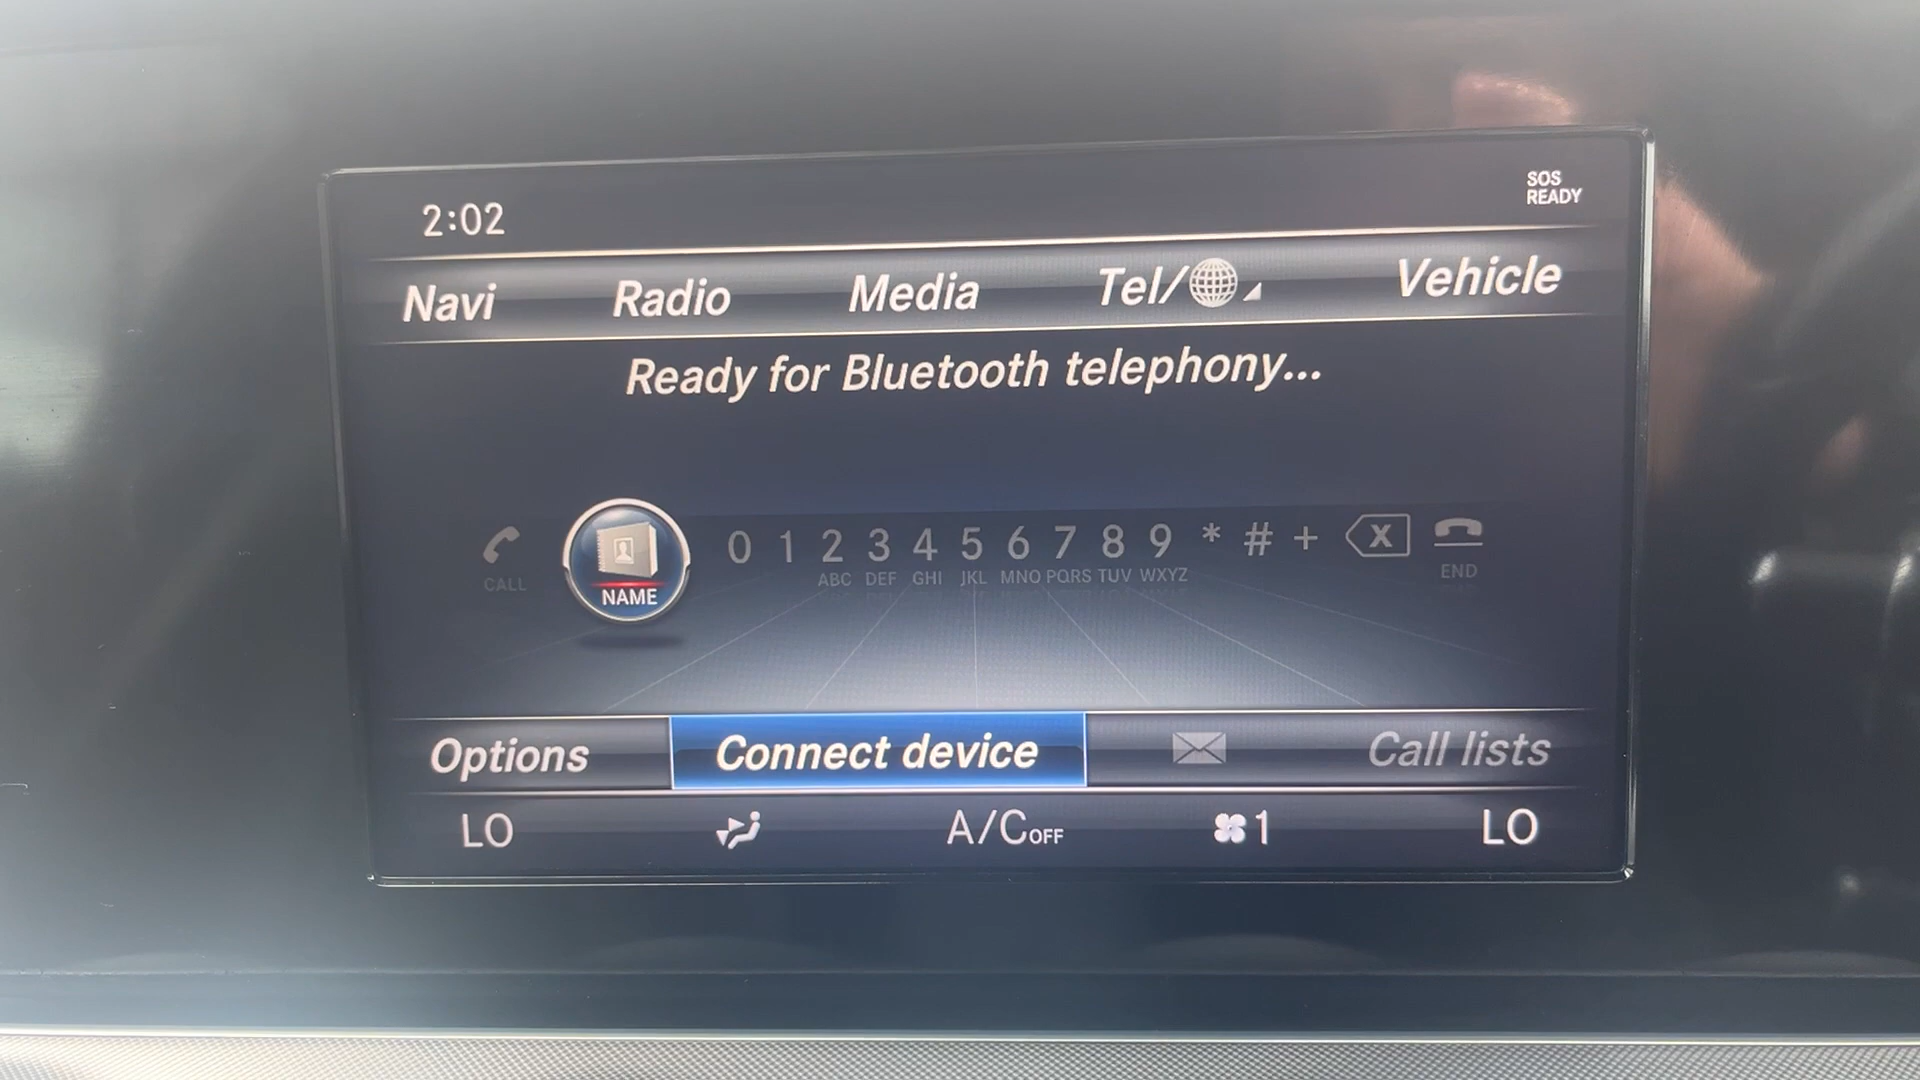 2:02
SOS
READY
Navi Radio Media Tel/ Vehicle
Ready for Bluetooth telephony...
0 1 2 3 4 5 6 7 8 9 * # + X
CALL NAME ABC DEF GHI JKL MNO PQRS TUV WXYZ END
Options Connect device Call lists
LO A/C OFF 1 LO